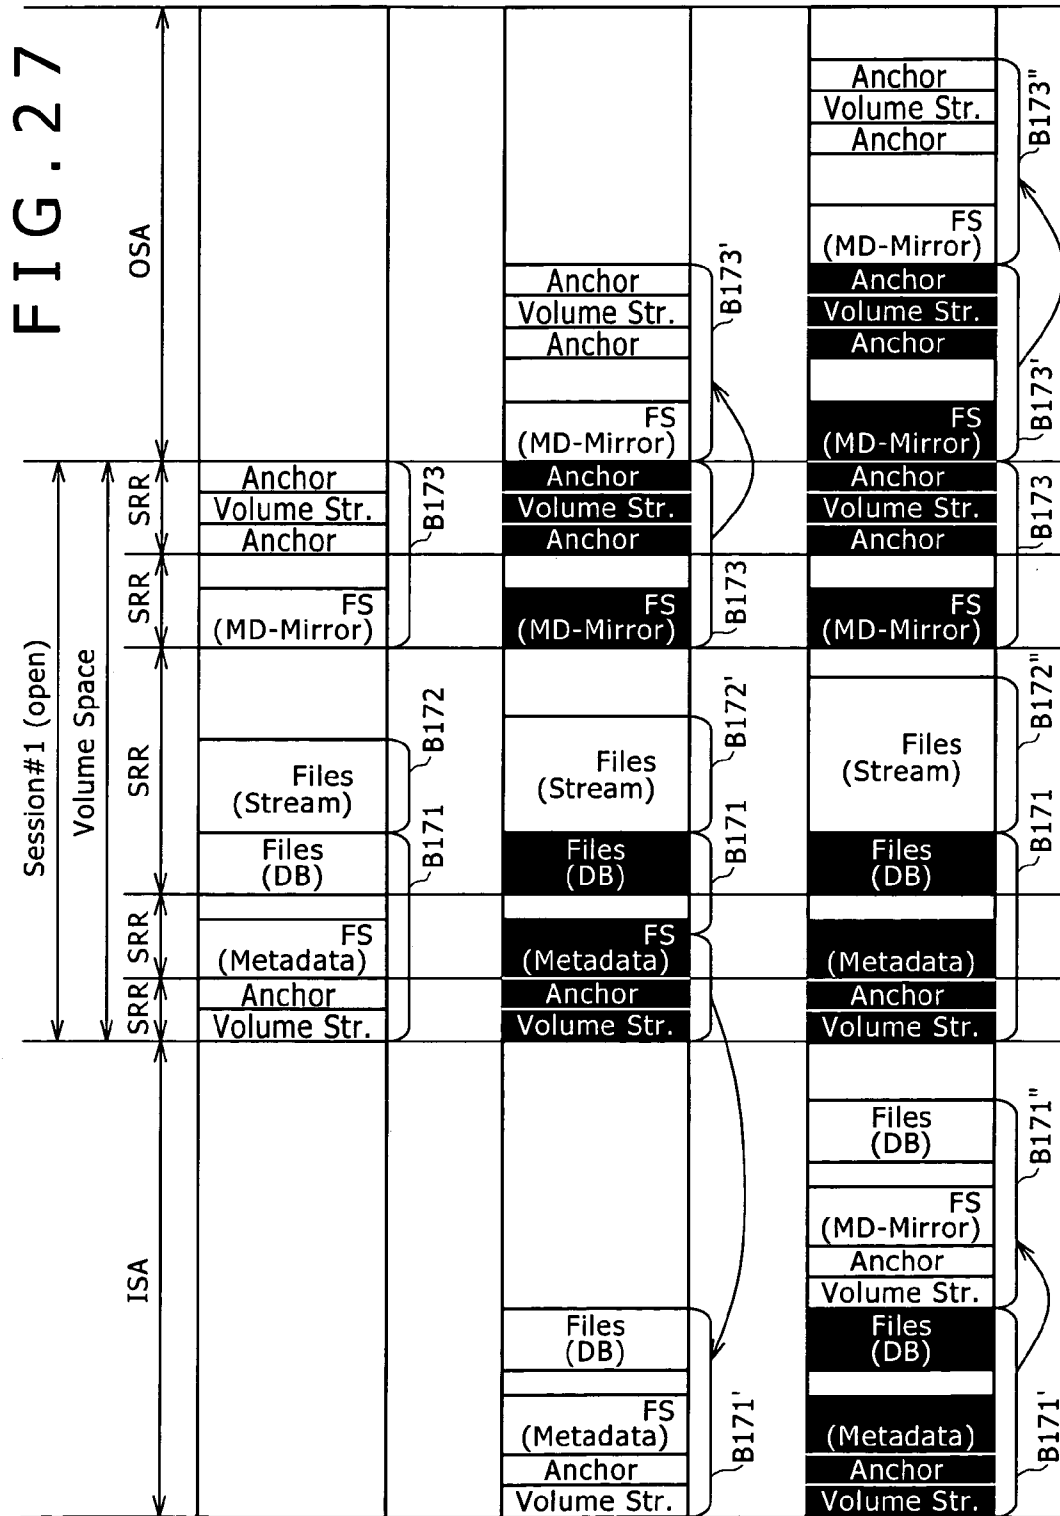 FIG.27
OSA
SRR
SRR
SRR
SRR
SRR
Session#1 (open)
Volume Space
ISA
Anchor
Volume Str.
Anchor
FS
(MD-Mirror)
Files
(Stream)
Files
(DB)
FS
(Metadata)
Anchor
Volume Str.
B173
B172
B171
Anchor
Volume Str.
Anchor
FS
(MD-Mirror)
Anchor
Volume Str.
Anchor
FS
(MD-Mirror)
Files
(Stream)
Files
(DB)
FS
(Metadata)
Anchor
Volume Str.
Files
(DB)
FS
(Metadata)
Anchor
Volume Str.
B173'
B173
B172'
B171
B171'
Anchor
Volume Str.
Anchor
FS
(MD-Mirror)
Anchor
Volume Str.
Anchor
FS
(MD-Mirror)
Anchor
Volume Str.
Anchor
FS
(MD-Mirror)
Files
(Stream)
Files
(DB)
(Metadata)
Anchor
Volume Str.
Files
(DB)
FS
(MD-Mirror)
Anchor
Volume Str.
Files
(DB)
(Metadata)
Anchor
Volume Str.
B173"
B173'
B173
B172"
B171
B171"
B171'